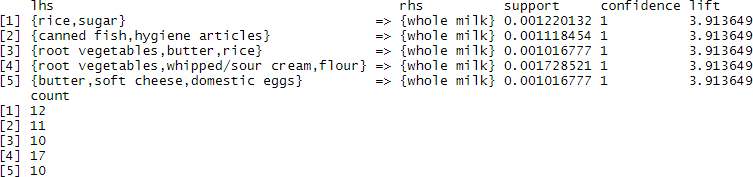 lhs rhs support confidence lift
[1] {rice,sugar} => {whole milk} 0.001220132 1 3.913649
[2] {canned fish,hygiene articles} => {whole milk} 0.001118454 1 3.913649
[3] {root vegetables,butter,rice} => {whole milk} 0.001016777 1 3.913649
[4] {root vegetables,whipped/sour cream,flour} => {whole milk} 0.001728521 1 3.913649
[5] {butter,soft cheese,domestic eggs} => {whole milk} 0.001016777 1 3.913649
count
[1] 12
[2] 11
[3] 10
[4] 17
[5] 10